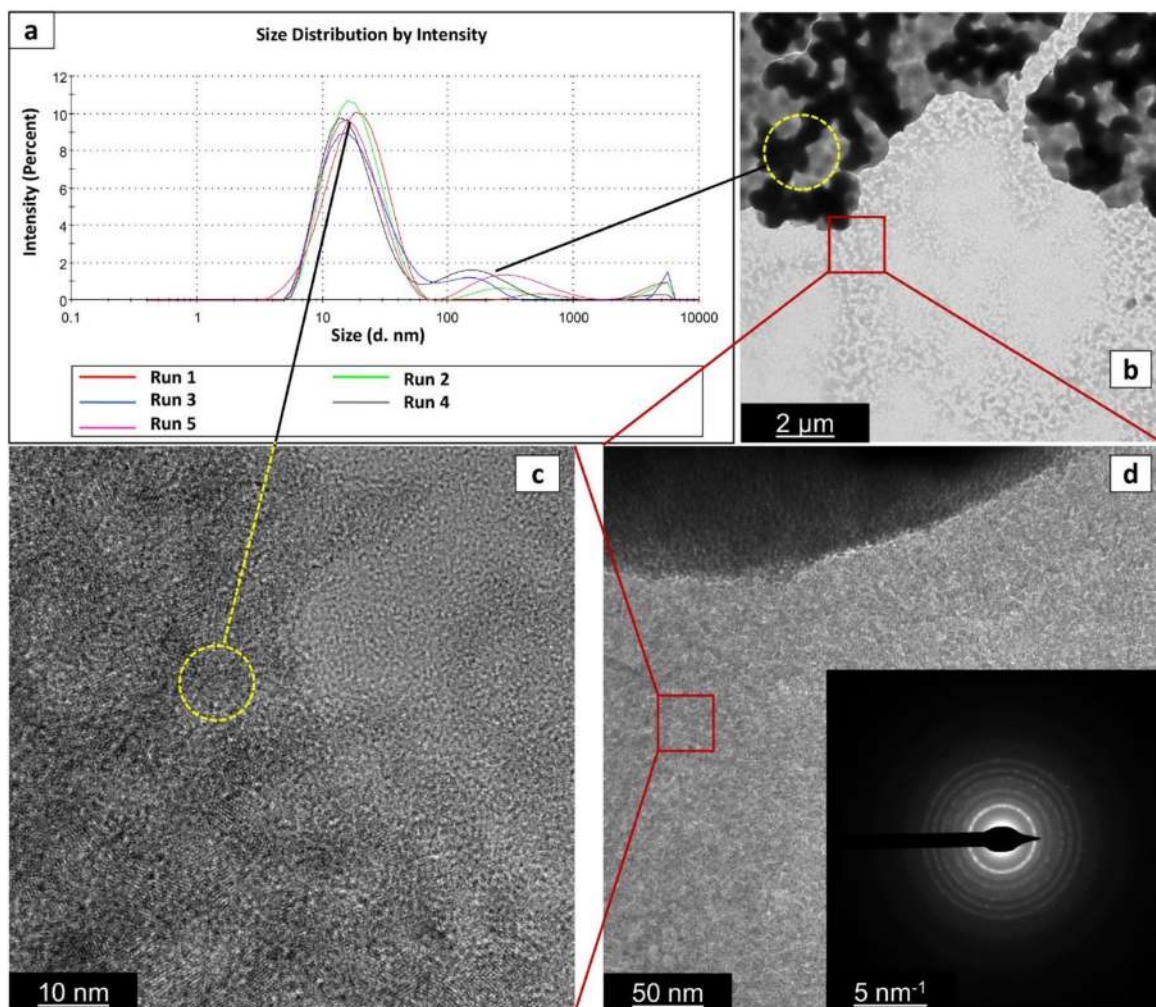 a
Size Distribution by Intensity
12
10
8
6
4
2
0
Intensity (Percent)
0.1 1 10 100 1000 10000
Size (d. nm)
Run 1 Run 2
Run 3 Run 4
Run 5
b
2 µm
c
10 nm
d
50 nm
5 nm-1